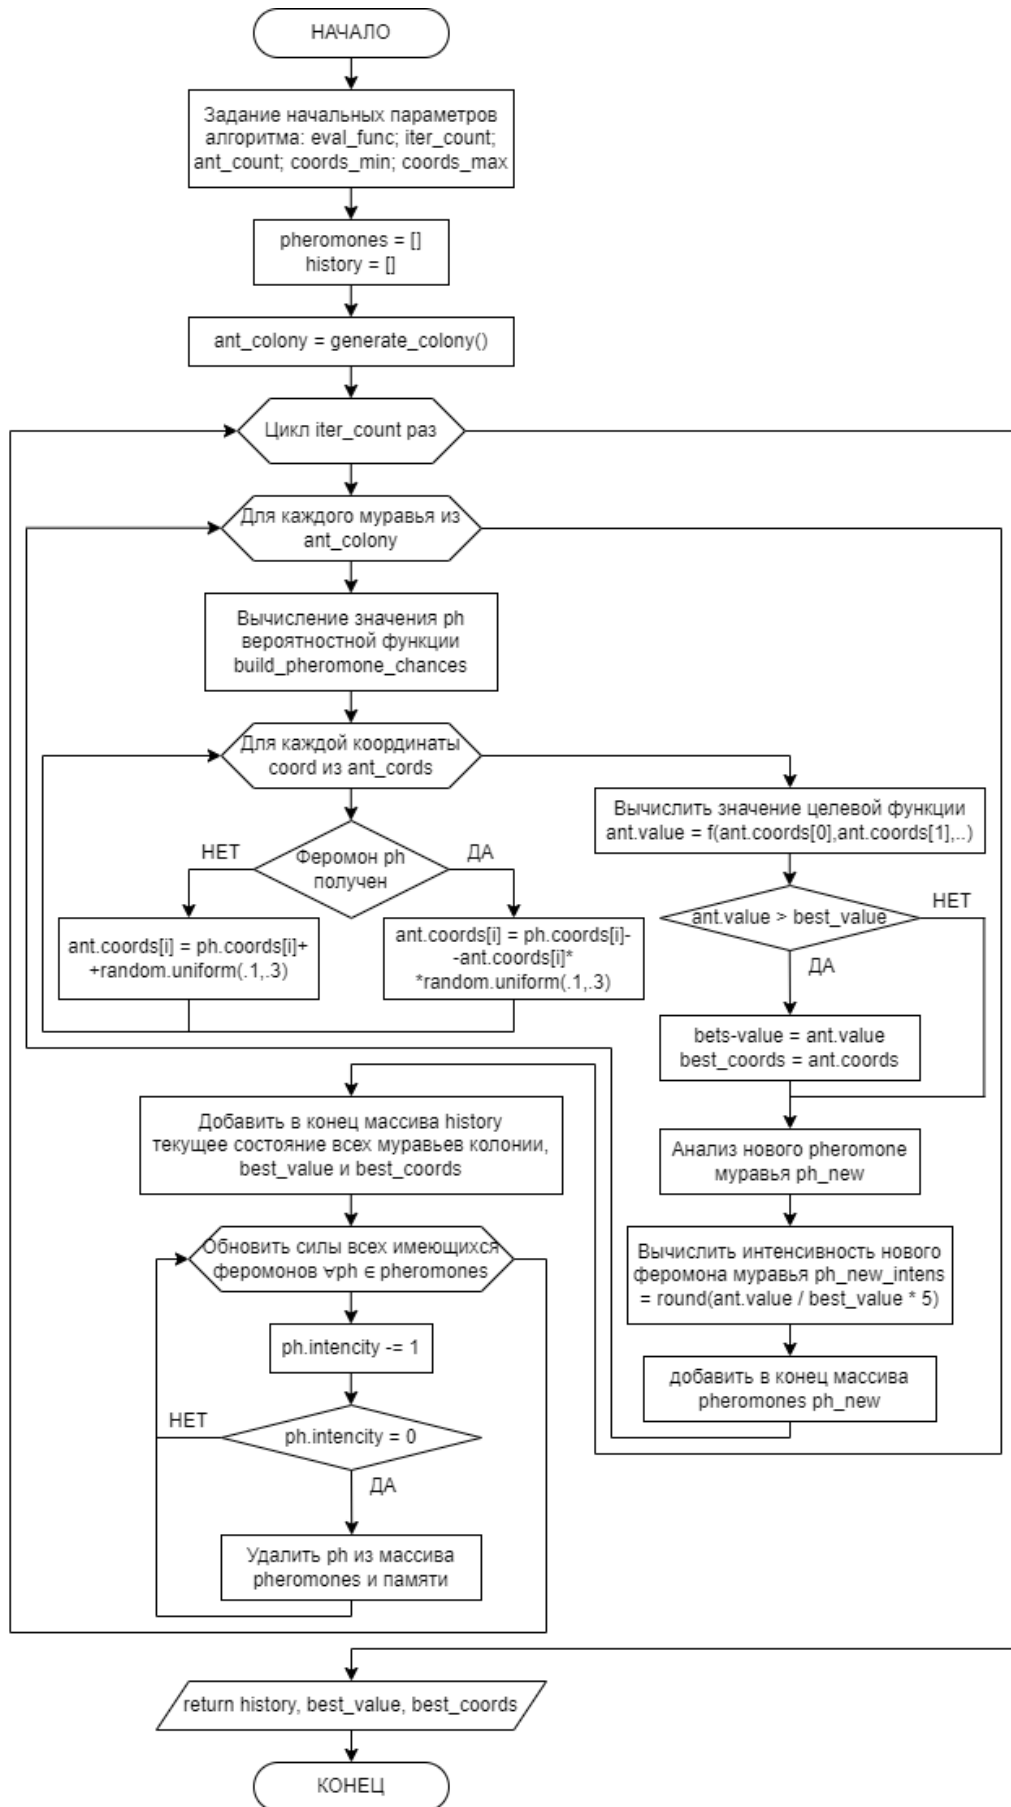 НАЧАЛО
Задание начальных параметров
алгоритма: eval_func; iter_count;
ant_count; coords_min; coords_max
pheromones = []
history = []
ant_colony = generate_colony()
Цикл iter_count раз
Для каждого муравья из
ant_colony
Вычисление значения ph
вероятностной функции
build_pheromone_chances
Для каждой координаты
coord из ant_cords
Феромон ph
получен
НЕТ
ДА
ant.coords[i] = ph.coords[i]+
+random.uniform(.1,.3)
ant.coords[i] = ph.coords[i]-
-ant.coords[i]*
*random.uniform(.1,.3)
Вычислить значение целевой функции
ant.value = f(ant.coords[0],ant.coords[1],..)
ant.value > best_value
НЕТ
ДА
bets-value = ant.value
best_coords = ant.coords
Анализ нового pheromone
муравья ph_new
Вычислить интенсивность нового
феромона муравья ph_new_intens
= round(ant.value / best_value * 5)
добавить в конец массива
pheromones ph_new
Добавить в конец массива history
текущее состояние всех муравьев колонии,
best_value и best_coords
Обновить силы всех имеющихся
феромонов ∀ph ∈ pheromones
ph.intencity -= 1
НЕТ
ph.intencity = 0
ДА
Удалить ph из массива
pheromones и памяти
return history, best_value, best_coords
КОНЕЦ